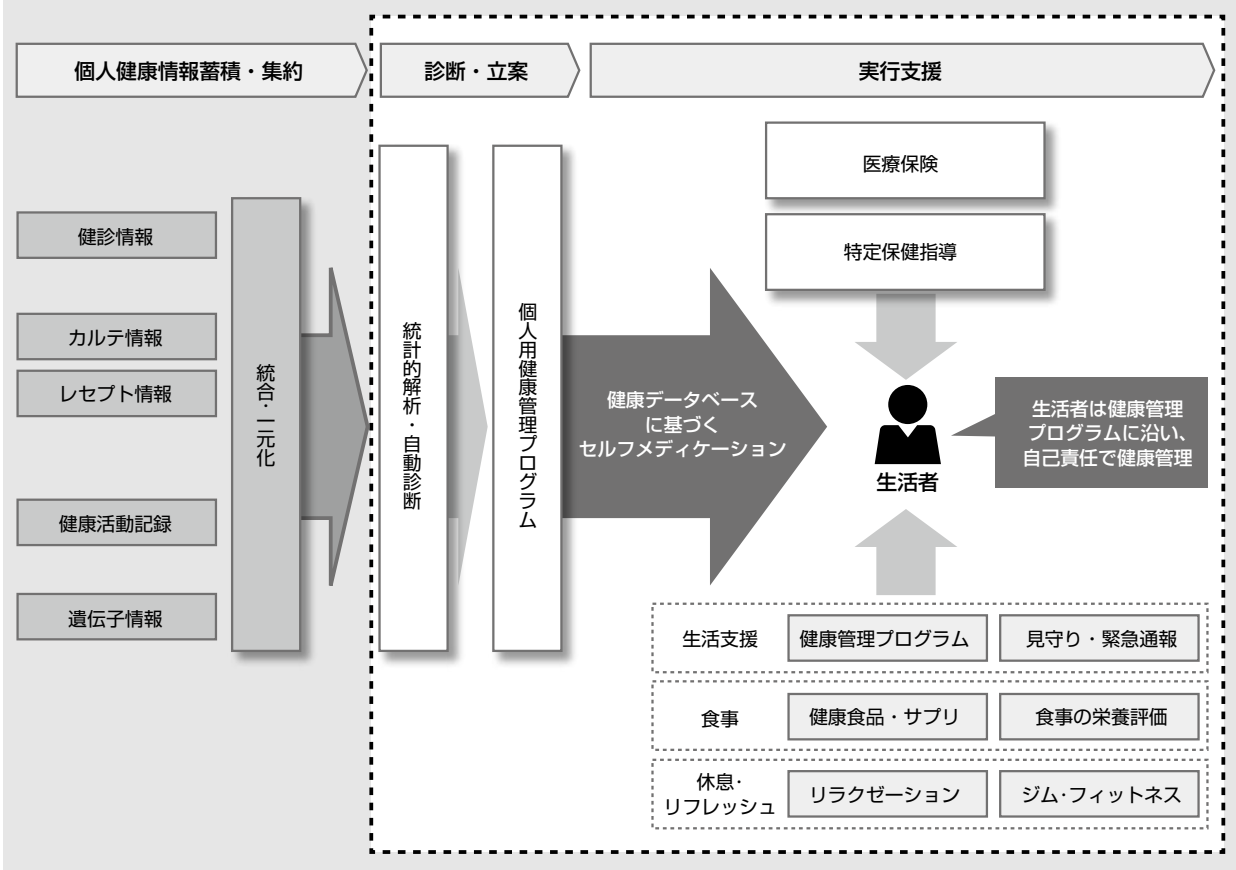 個人健康情報蓄積・集約
診断・立案
実行支援
健診情報
カルテ情報
レセプト情報
健康活動記録
遺伝子情報
統合・一元化
統計的解析・自動診断
個人用健康管理プログラム
健康データベース
に基づく
セルフメディケーション
医療保険
特定保健指導
生活者
生活者は健康管理
プログラムに沿い、
自己責任で健康管理
生活支援
健康管理プログラム
見守り・緊急通報
食事
健康食品・サプリ
食事の栄養評価
休息・
リフレッシュ
リラクゼーション
ジム・フィットネス